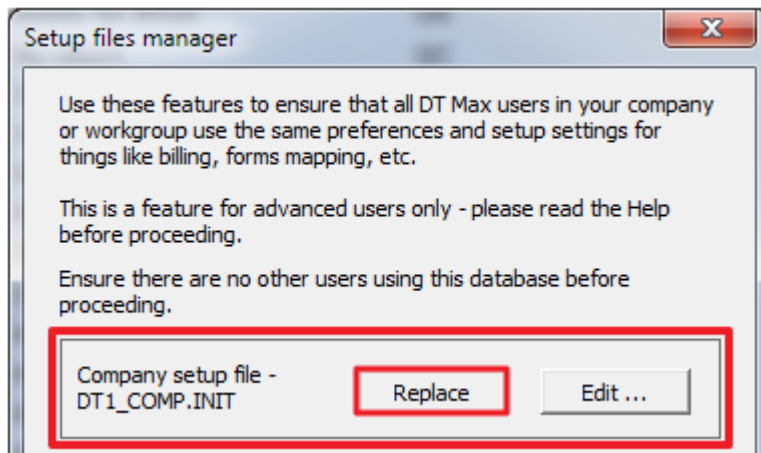 Setup files manager
Use these features to ensure that all DT Max users in your company
or workgroup use the same preferences and setup settings for
things like billing, forms mapping, etc.
This is a feature for advanced users only - please read the Help
before proceeding.
Ensure there are no other users using this database before
proceeding.
Company setup file -
DT1_COMP.INIT
Replace
Edit ...